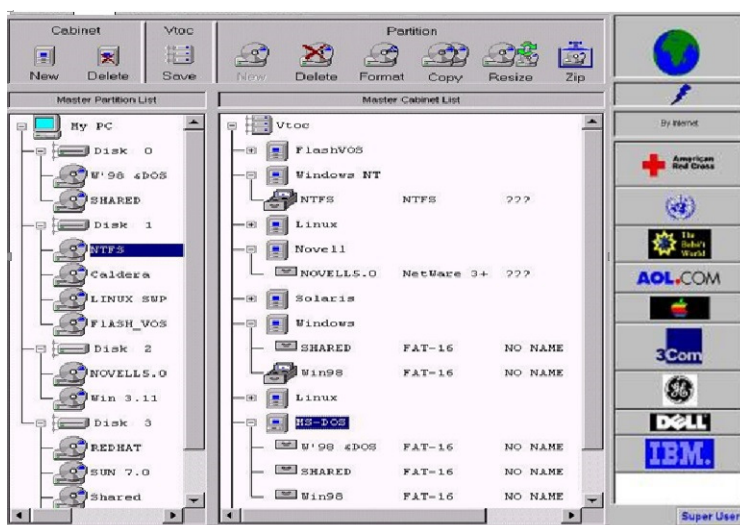 Cabinet
Vtoc
Partition
New
Delete
Save
New
Delete
Format
Copy
Resize
Zip
Master Partition List
Master Cabinet List
My PC
Disk 0
W'98 &DOS
SHARED
Disk 1
NTFS
Caldera
LINUX SWP
FlASH_VOS
Disk 2
NOVELL5.0
Win 3.11
Disk 3
REDHAT
SUN 7.0
Shared
Vtoc
FlashVOS
Windows NT
NTFS NTFS ???
Linux
Novell
NOVELL5.0 NetWare 3+ ???
Solaris
Windows
SHARED FAT-16 NO NAME
Win98 FAT-16 NO NAME
Linux
MS-DOS
W'98 &DOS FAT-16 NO NAME
SHARED FAT-16 NO NAME
Win98 FAT-16 NO NAME
By Internet
American
Red Cross
The
World
AOL.COM
3Com
GE
DELL
IBM.
Super User